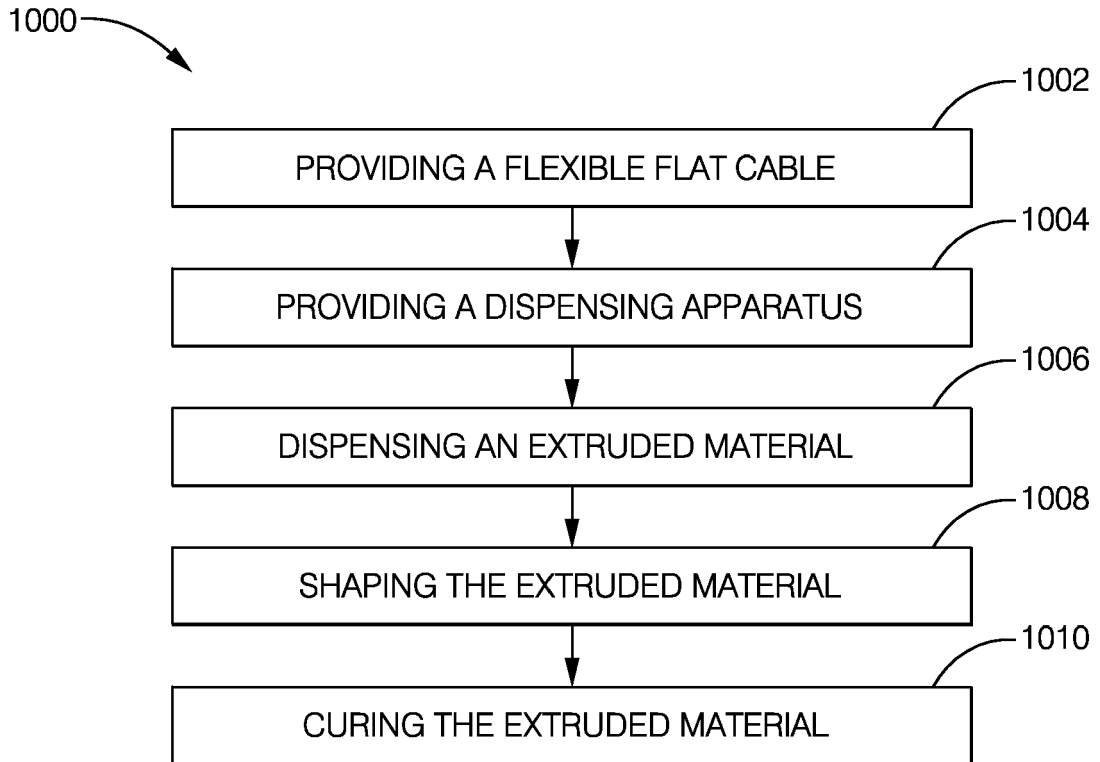 1000
1002
PROVIDING A FLEXIBLE FLAT CABLE
1004
PROVIDING A DISPENSING APPARATUS
1006
DISPENSING AN EXTRUDED MATERIAL
1008
SHAPING THE EXTRUDED MATERIAL
1010
CURING THE EXTRUDED MATERIAL